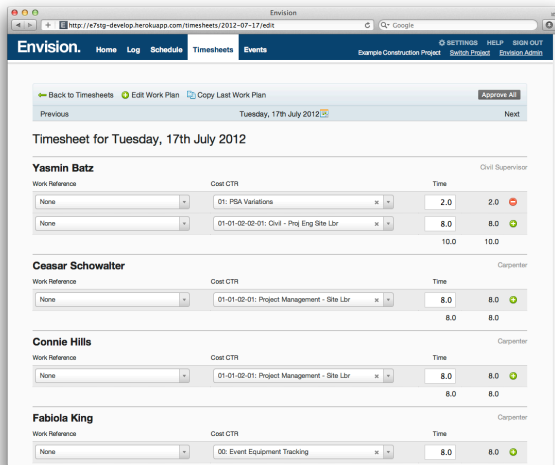 Envision
http://e7stg-develop.herokuapp.com/timesheets/2012-07-17/edit
Google
Envision. Home Log Schedule Timesheets Events
SETTINGS HELP SIGN OUT
Example Construction Project Switch Project Envision Admin
Back to Timesheets Edit Work Plan Copy Last Work Plan Approve All
Previous Tuesday, 17th July 2012 Next
Timesheet for Tuesday, 17th July 2012
Yasmin Batz Civil Supervisor
Work Reference Cost CTR Time
None 01: PSA Variations 2.0 2.0
None 01-01-02-02-01: Civil - Proj Eng Site Lbr 8.0 8.0
10.0 10.0
Ceasar Schowalter Carpenter
Work Reference Cost CTR Time
None 01-01-02-01: Project Management - Site Lbr 8.0 8.0
8.0 8.0
Connie Hills Carpenter
Work Reference Cost CTR Time
None 01-01-02-01: Project Management - Site Lbr 8.0 8.0
8.0 8.0
Fabiola King Carpenter
Work Reference Cost CTR Time
None 00: Event Equipment Tracking 8.0 8.0